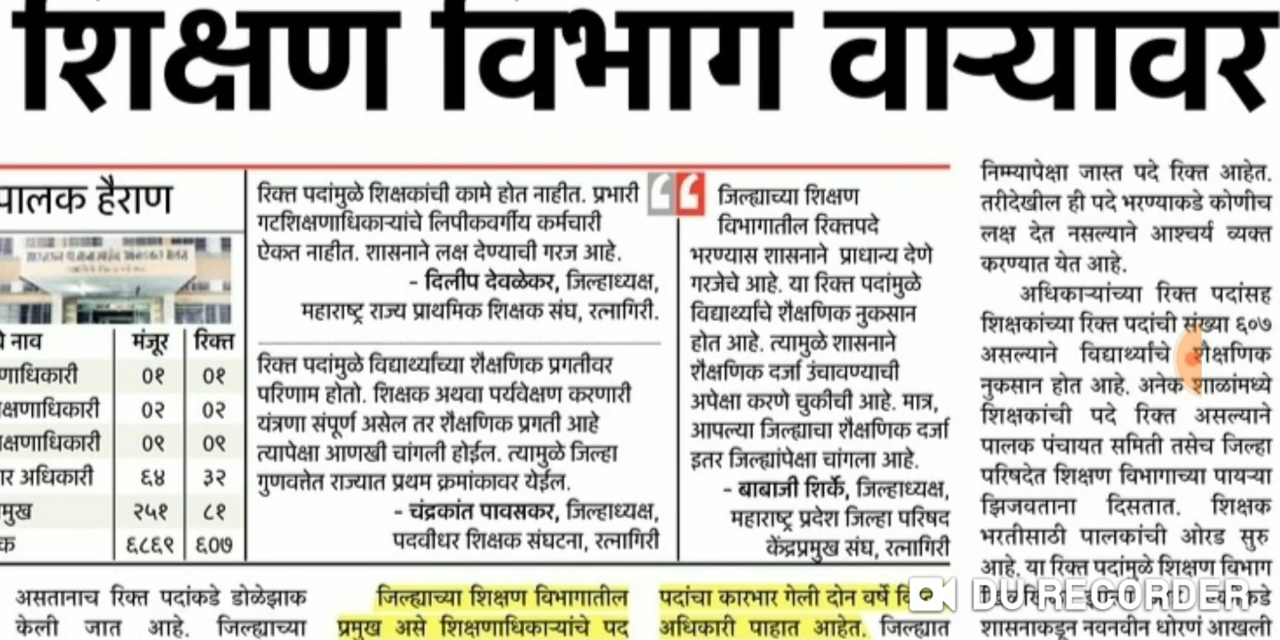 शिक्षण विभाग वाऱ्यावर
पालक हैराण
नाव मंजूर रिक्त
णाधिकारी ०१ ०१
क्षणाधिकारी ०२ ०२
क्षणाधिकारी ०९ ०९
र अधिकारी ६४ ३२
मुख २५१ ८१
क ६८६९ ६०७
रिक्त पदांमुळे शिक्षकांची कामे होत नाहीत. प्रभारी
गटशिक्षणाधिकाऱ्यांचे लिपीकवर्गीय कर्मचारी
ऐकत नाहीत. शासनाने लक्ष देण्याची गरज आहे.
- दिलीप देवळेकर, जिल्हाध्यक्ष,
महाराष्ट्र राज्य प्राथमिक शिक्षक संघ, रत्नागिरी.
रिक्त पदांमुळे विद्यार्थ्यांच्या शैक्षणिक प्रगतीवर
परिणाम होतो. शिक्षक अथवा पर्यवेक्षण करणारी
यंत्रणा संपूर्ण असेल तर शैक्षणिक प्रगती आहे
त्यापेक्षा आणखी चांगली होईल. त्यामुळे जिल्हा
गुणवत्तेत राज्यात प्रथम क्रमांकावर येईल.
- चंद्रकांत पावसकर, जिल्हाध्यक्ष,
पदवीधर शिक्षक संघटना, रत्नागिरी
जिल्ह्याच्या शिक्षण
विभागातील रिक्तपदे
भरण्यास शासनाने प्राधान्य देणे
गरजेचे आहे. या रिक्त पदांमुळे
विद्यार्थ्यांचे शैक्षणिक नुकसान
होत आहे. त्यामुळे शासनाने
शैक्षणिक दर्जा उंचावण्याची
अपेक्षा करणे चुकीची आहे. मात्र,
आपल्या जिल्ह्याचा शैक्षणिक दर्जा
इतर जिल्ह्यांपेक्षा चांगला आहे.
- बाबाजी शिर्के, जिल्हाध्यक्ष,
महाराष्ट्र प्रदेश जिल्हा परिषद
केंद्रप्रमुख संघ, रत्नागिरी
असतानाच रिक्त पदांकडे डोळेझाक
केली जात आहे. जिल्ह्याच्या
जिल्ह्याच्या शिक्षण विभागातील
प्रमुख असे शिक्षणाधिकाऱ्यांचे पद
पदांचा कारभार गेली दोन वर्षे
अधिकारी पाहात आहेत. जिल्ह्यात
निम्म्यापेक्षा जास्त पदे रिक्त आहेत.
तरीदेखील ही पदे भरण्याकडे कोणीच
लक्ष देत नसल्याने आश्चर्य व्यक्त
करण्यात येत आहे.
अधिकाऱ्यांच्या रिक्त पदांसह
शिक्षकांच्या रिक्त पदांची संख्या ६०७
असल्याने विद्यार्थ्यांचे शैक्षणिक
नुकसान होत आहे. अनेक शाळांमध्ये
शिक्षकांची पदे रिक्त असल्याने
पालक पंचायत समिती तसेच जिल्हा
परिषदेत शिक्षण विभागाच्या पायऱ्या
झिजवताना दिसतात. शिक्षक
भरतीसाठी पालकांची ओरड सुरु
आहे. या रिक्त पदांमुळे शिक्षण विभाग
शासनाकडून नवनवीन धोरणं आखली
DU RECORDER